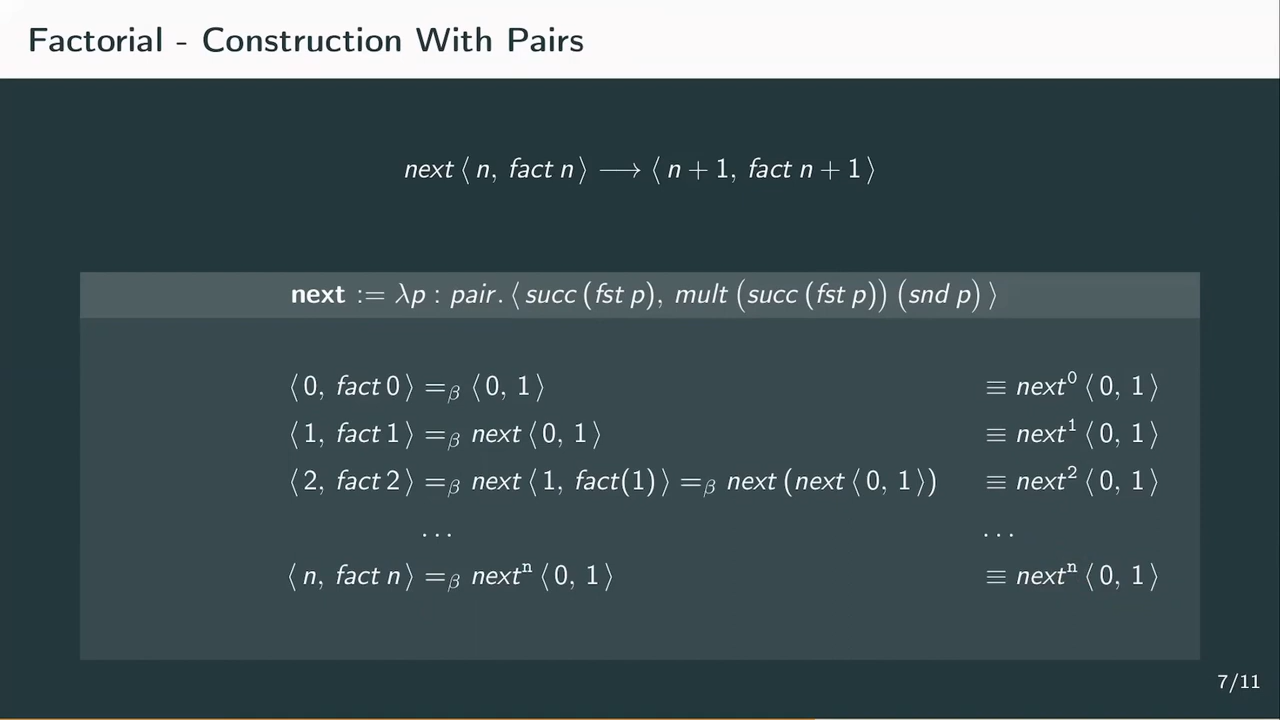 Factorial - Construction With Pairs
next ⟨ n, fact n ⟩ ⟶ ⟨ n + 1, fact n + 1 ⟩
next := λp : pair. ⟨ succ (fst p), mult (succ (fst p)) (snd p) ⟩
⟨ 0, fact 0 ⟩ =β ⟨ 0, 1 ⟩ ≡ next⁰ ⟨ 0, 1 ⟩
⟨ 1, fact 1 ⟩ =β next ⟨ 0, 1 ⟩ ≡ next¹ ⟨ 0, 1 ⟩
⟨ 2, fact 2 ⟩ =β next ⟨ 1, fact(1) ⟩ =β next (next ⟨ 0, 1 ⟩) ≡ next² ⟨ 0, 1 ⟩
... ...
⟨ n, fact n ⟩ =β nextⁿ ⟨ 0, 1 ⟩ ≡ nextⁿ ⟨ 0, 1 ⟩
7/11